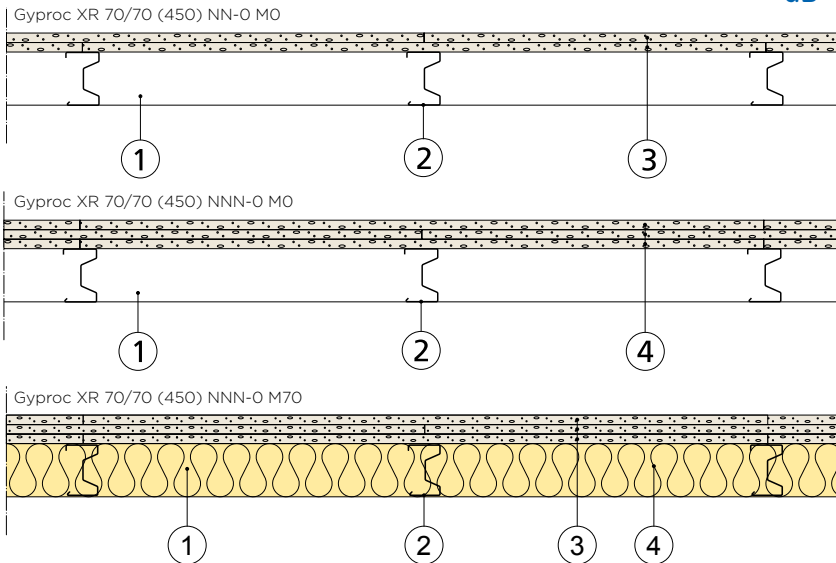 dB
Gyproc XR 70/70 (450) NN-0 M0
1 2 3
Gyproc XR 70/70 (450) NNN-0 M0
1 2 4
Gyproc XR 70/70 (450) NNN-0 M70
1 2 3 4